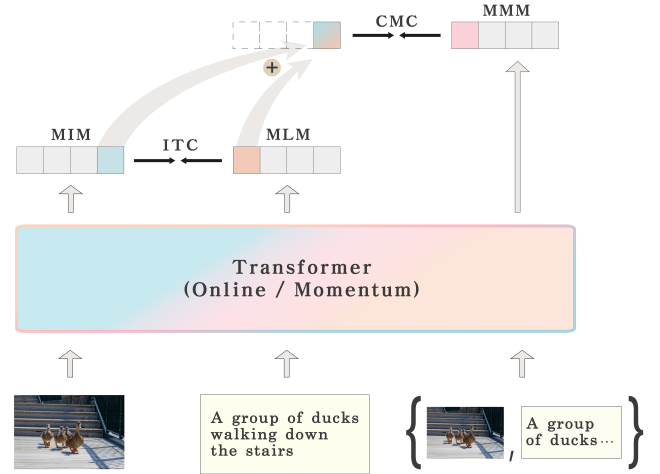 MMM
CMC
+
MIM
ITC
MLM
Transformer
(Online / Momentum)
A group of ducks
walking down
the stairs
{ , A group
of ducks··· }